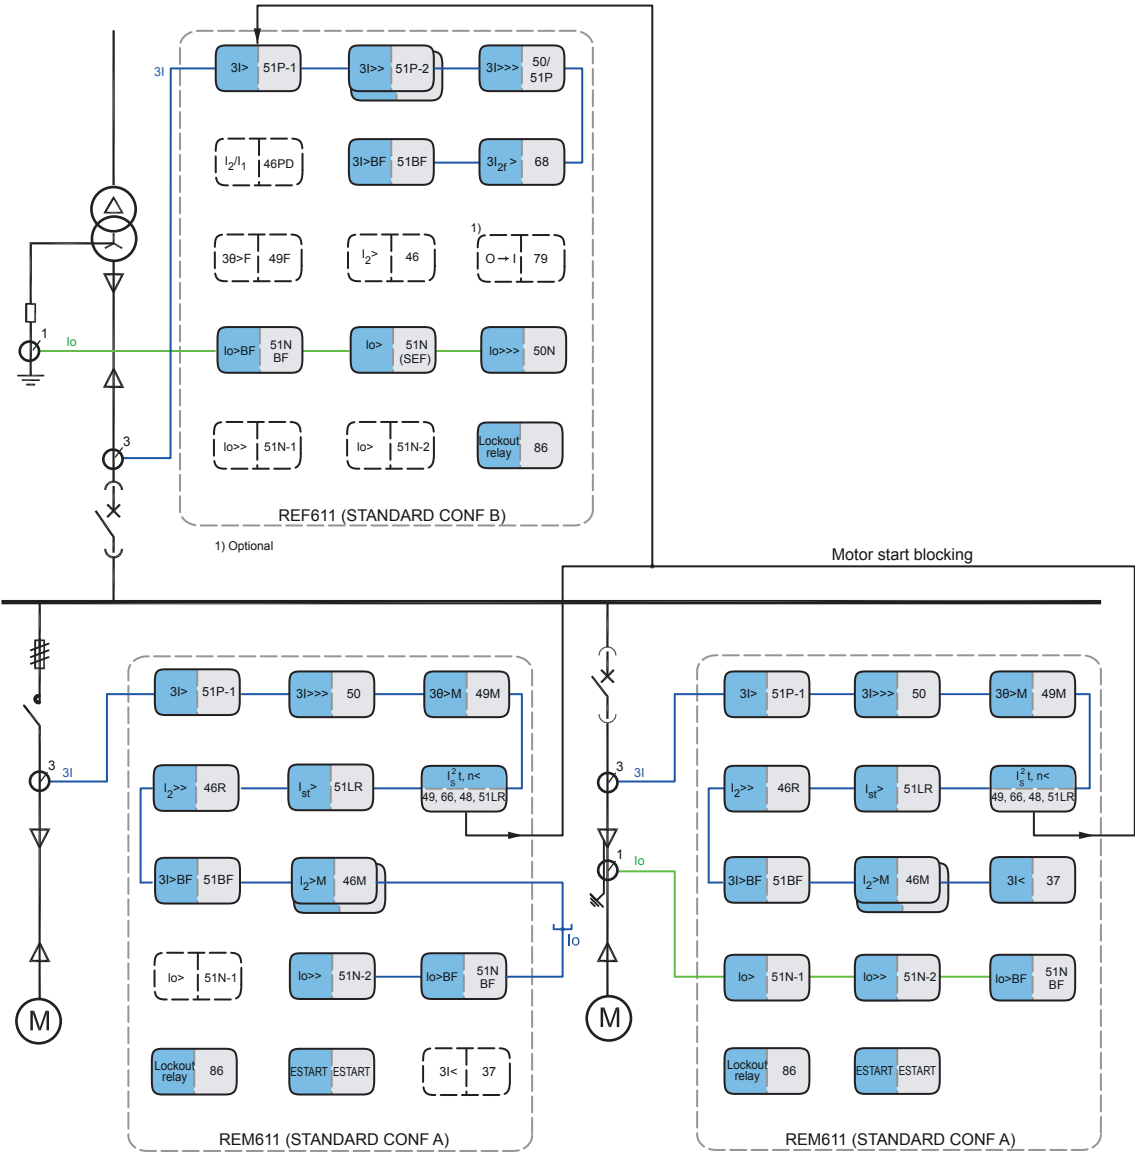 3I
3I> 51P-1
3I>> 51P-2
3I>>> 50/
51P
I2/I1 46PD
3I>BF 51BF
3I2f > 68
3θ>F 49F
I2> 46
1)
O→I 79
1
Io
Io>BF 51N
BF
Io> 51N
(SEF)
Io>>> 50N
3
Io>> 51N-1
Io> 51N-2
Lockout
relay 86
REF611 (STANDARD CONF B)
1) Optional
Motor start blocking
3I> 51P-1
3I>>> 50
3θ>M 49M
3
3I
I2>> 46R
Ist> 51LR
Is2t, n<
49, 66, 48, 51LR
3I>BF 51BF
I2>M 46M
Io
Io> 51N-1
Io>> 51N-2
Io>BF 51N
BF
M
Lockout
relay 86
ESTART ESTART
3I< 37
REM611 (STANDARD CONF A)
3I> 51P-1
3I>>> 50
3θ>M 49M
3
3I
I2>> 46R
Ist> 51LR
Is2t, n<
49, 66, 48, 51LR
1
Io
3I>BF 51BF
I2>M 46M
3I< 37
Io> 51N-1
Io>> 51N-2
Io>BF 51N
BF
M
Lockout
relay 86
ESTART ESTART
REM611 (STANDARD CONF A)